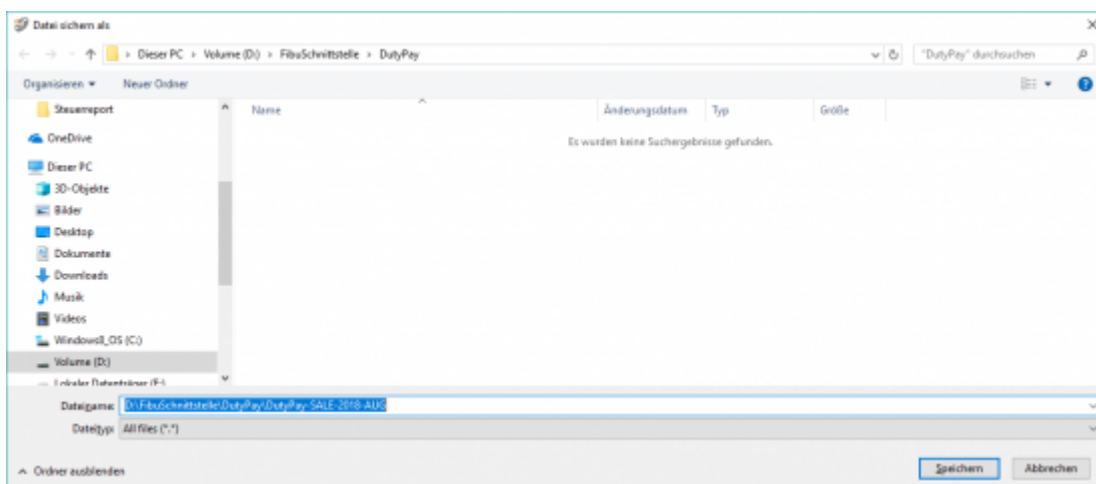 Datei sichern als
Dieser PC › Volume (D:) › FibuSchnittstelle › DutyPay
"DutyPay" durchsuchen
Organisieren
Neuer Ordner
Steuerreport
Name
Änderungsdatum
Typ
Größe
OneDrive
Es wurden keine Suchergebnisse gefunden.
Dieser PC
3D-Objekte
Bilder
Desktop
Dokumente
Downloads
Musik
Videos
Windows8_OS (C:)
Volume (D:)
Lokaler Datenträger (E:)
Dateiname: D:\FibuSchnittstelle\DutyPay\DutyPay-SALE-2018-AUG
Dateityp: All files (*.*)
Ordner ausblenden
Speichern
Abbrechen